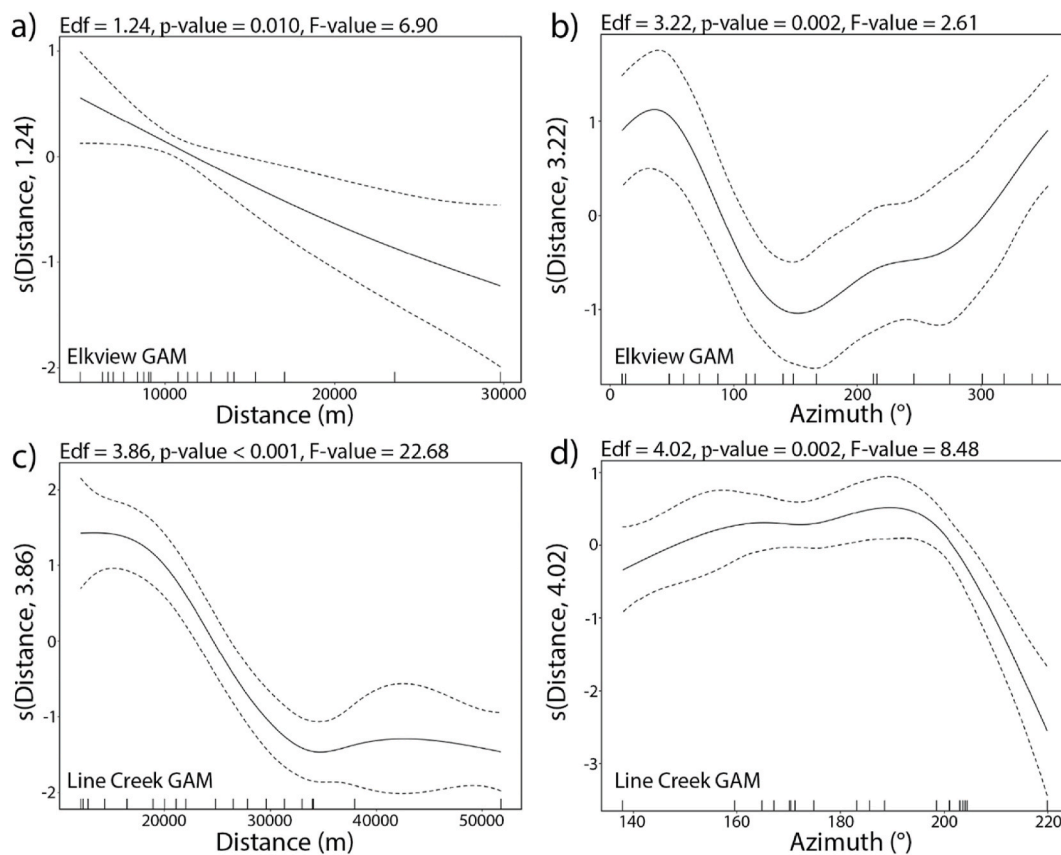 a) Edf = 1.24, p-value = 0.010, F-value = 6.90
1
0
-1
-2
s(Distance, 1.24)
Elkview GAM
10000 20000 30000
Distance (m)
b) Edf = 3.22, p-value = 0.002, F-value = 2.61
1
0
-1
s(Distance, 3.22)
Elkview GAM
0 100 200 300
Azimuth (°)
c) Edf = 3.86, p-value < 0.001, F-value = 22.68
2
1
0
-1
-2
s(Distance, 3.86)
Line Creek GAM
20000 30000 40000 50000
Distance (m)
d) Edf = 4.02, p-value = 0.002, F-value = 8.48
1
0
-1
-2
-3
s(Distance, 4.02)
Line Creek GAM
140 160 180 200 220
Azimuth (°)